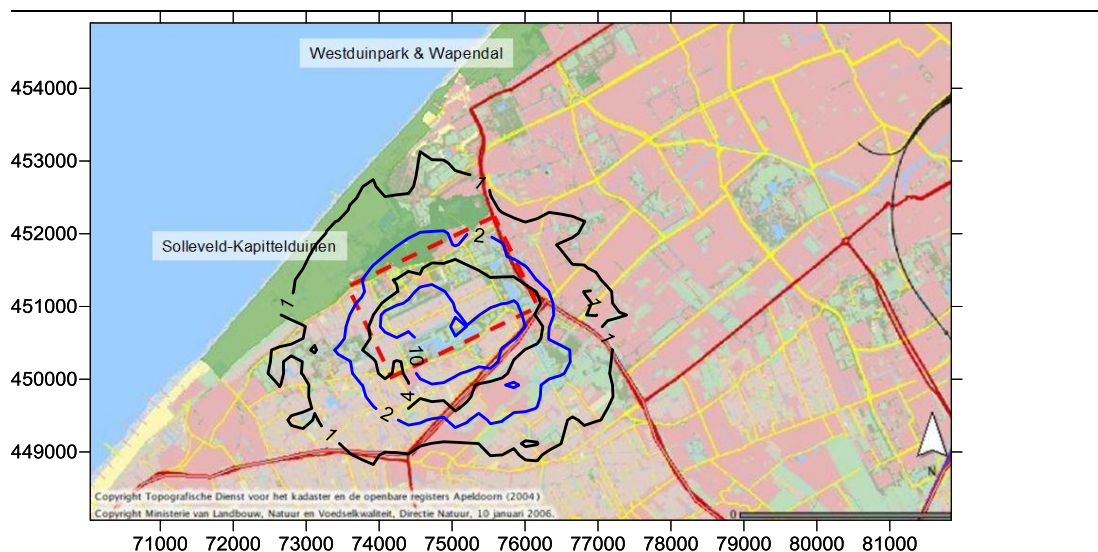 Westduinpark & Wapendal
454000
453000
1
452000
2
Solleveld-Kapittelduinen
451000
1
1
1
10
450000
4
2
1
449000
N
Copyright Topografische Dienst voor het kadaster en de openbare registers Apeldoorn (2004)
Copyright Ministerie van Landbouw, Natuur en Voedselkwaliteit, Directie Natuur, 10 januari 2006.
0
71000 72000 73000 74000 75000 76000 77000 78000 79000 80000 81000